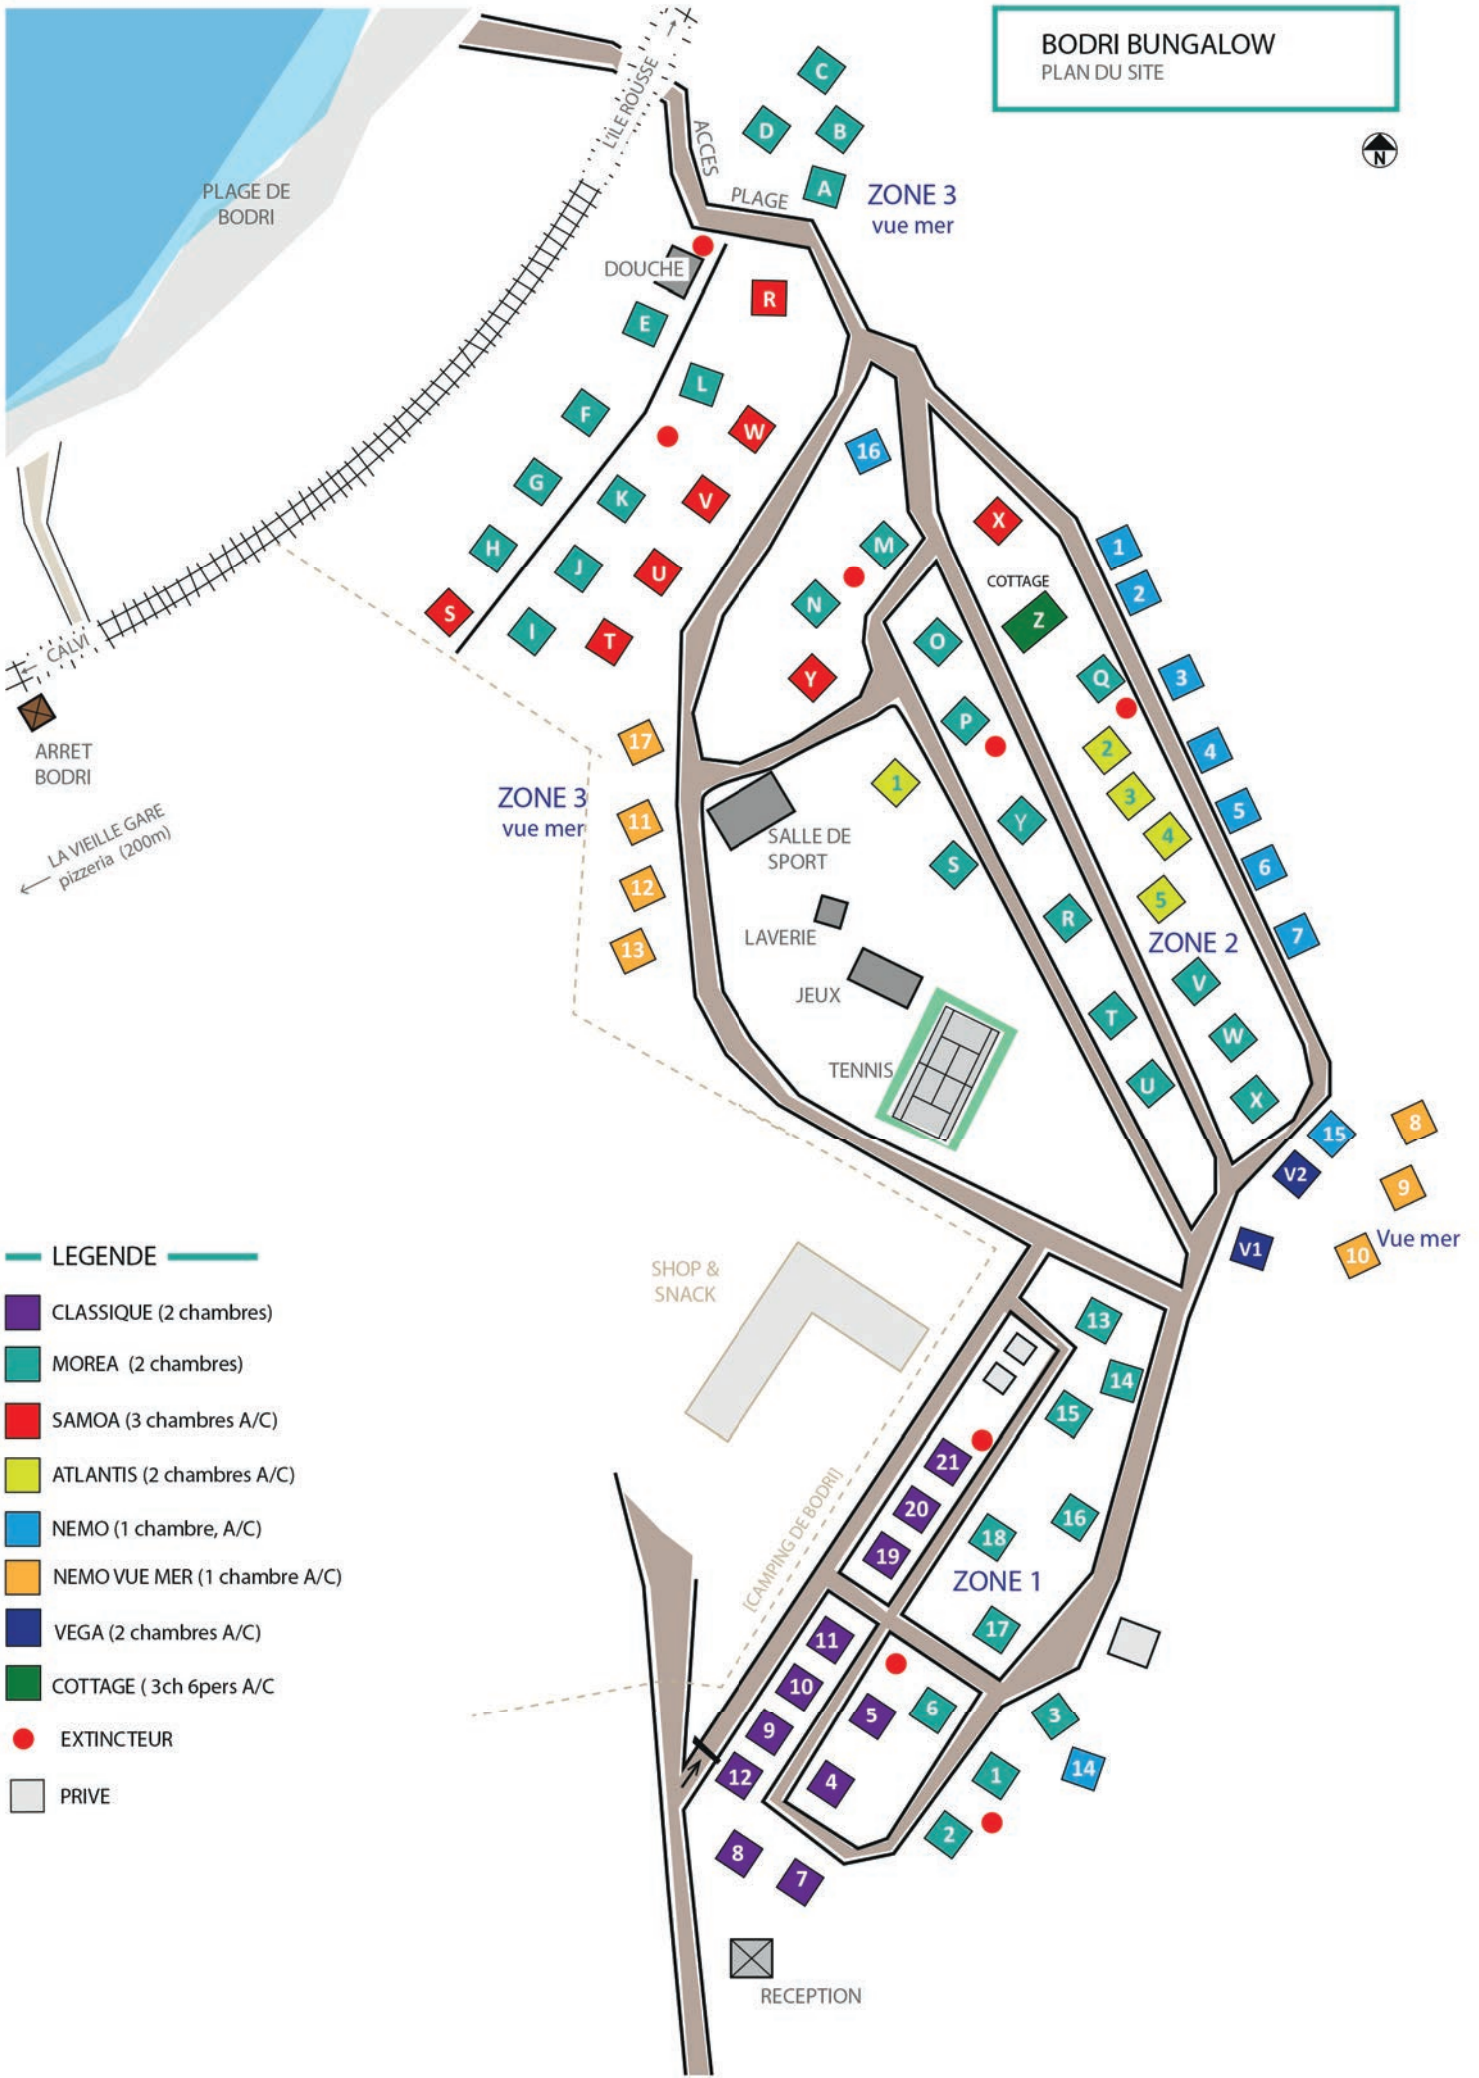 BODRI BUNGALOW
PLAN DU SITE
N
L'ILE ROUSSE
ACCES
PLAGE
C
D
B
A
ZONE 3
vue mer
PLAGE DE
BODRI
DOUCHE
R
E
L
F
W
16
G
K
V
X
H
J
U
M
1
COTTAGE
2
S
I
T
N
O
Z
CALVI
Y
Q
3
ARRET
BODRI
17
P
2
4
ZONE 3
vue mer
11
1
3
5
LA VIEILLE GARE
pizzeria (200m)
SALLE DE
SPORT
Y
4
12
S
6
5
13
LAVERIE
R
ZONE 2
7
JEUX
V
T
W
TENNIS
U
X
15
8
V2
9
V1
10
Vue mer
SHOP &
SNACK
LEGENDE
CLASSIQUE (2 chambres)
MOREA (2 chambres)
SAMOA (3 chambres A/C)
ATLANTIS (2 chambres A/C)
NEMO (1 chambre, A/C)
NEMO VUE MER (1 chambre A/C)
VEGA (2 chambres A/C)
COTTAGE ( 3ch 6pers A/C
EXTINCTEUR
PRIVE
13
14
15
21
20
16
18
19
[CAMPING DE BODRI]
ZONE 1
17
11
10
5
6
3
9
12
4
1
14
2
8
7
RECEPTION